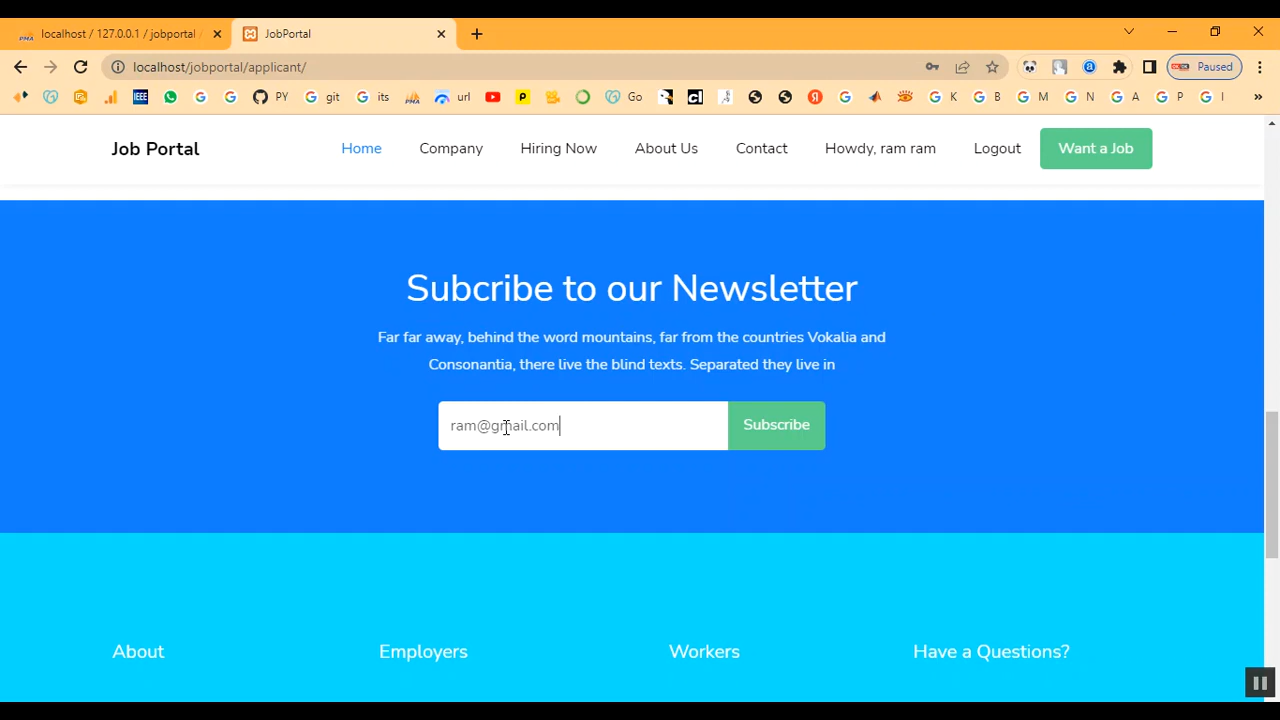 localhost / 127.0.0.1 / jobportal
JobPortal
localhost/jobportal/applicant/
Paused
IEEE
PY
git
its
url
Go
K
B
M
N
A
P
I
»
Job Portal
Home
Company
Hiring Now
About Us
Contact
Howdy, ram ram
Logout
Want a Job
Subcribe to our Newsletter
Far far away, behind the word mountains, far from the countries Vokalia and
Consonantia, there live the blind texts. Separated they live in
ram@gmail.com
Subscribe
About
Employers
Workers
Have a Questions?